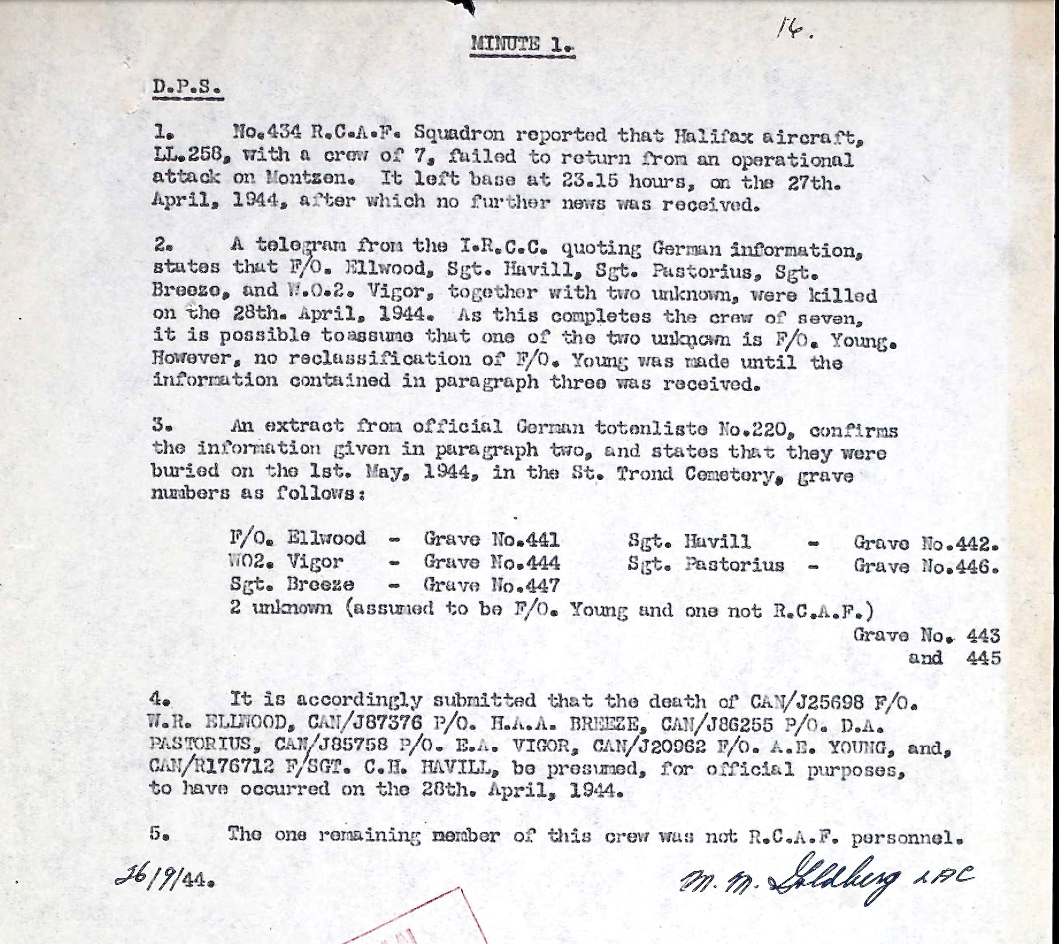 16.
MINUTE 1.
D.P.S.
1. No.434 R.C.A.F. Squadron reported that Halifax aircraft,
LL.258, with a crew of 7, failed to return from an operational
attack on Montzen. It left base at 23.15 hours, on the 27th.
April, 1944, after which no further news was received.
2. A telegram from the I.R.C.C. quoting German information,
states that F/O. Ellwood, Sgt. Havill, Sgt. Pastorius, Sgt.
Breeze, and W.O.2. Vigor, together with two unknown, were killed
on the 28th. April, 1944. As this completes the crew of seven,
it is possible toassume that one of the two unknown is F/O. Young.
However, no reclassification of F/O. Young was made until the
information contained in paragraph three was received.
3. An extract from official German totenliste No.220, confirms
the information given in paragraph two, and states that they were
buried on the 1st. May, 1944, in the St. Trond Cemetery, grave
numbers as follows:
F/O. Ellwood - Grave No.441 Sgt. Havill - Grave No.442.
WO2. Vigor - Grave No.444 Sgt. Pastorius - Grave No.446.
Sgt. Breeze - Grave No.447
2 unknown (assumed to be F/O. Young and one not R.C.A.F.)
Grave No. 443
and 445
4. It is accordingly submitted that the death of CAN/J25698 F/O.
W.R. ELLWOOD, CAN/J87376 P/O. H.A.A. BREEZE, CAN/J86255 P/O. D.A.
PASTORIUS, CAN/J85758 P/O. E.A. VIGOR, CAN/J20962 F/O. A.E. YOUNG, and,
CAN/R176712 F/SGT. C.H. HAVILL, be presumed, for official purposes,
to have occurred on the 28th. April, 1944.
5. The one remaining member of this crew was not R.C.A.F. personnel.
26/9/44. M. M. Goldberg LAC